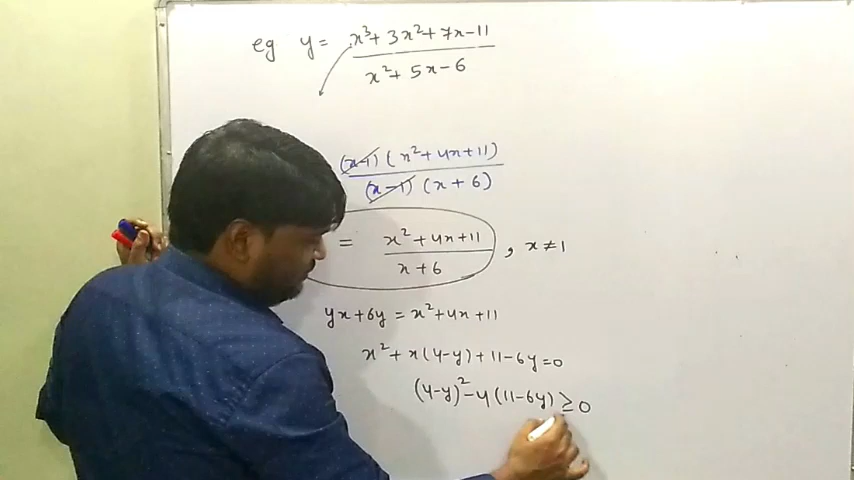 eg y = x³+3x²+7x-11 / x²+5x-6
(x-1)(x²+4x+11) / (x-1)(x+6)
= x²+4x+11 / x+6 , x≠1
yx+6y = x²+4x+11
x²+x(4-y)+11-6y=0
(4-y)²-4(11-6y)≥0